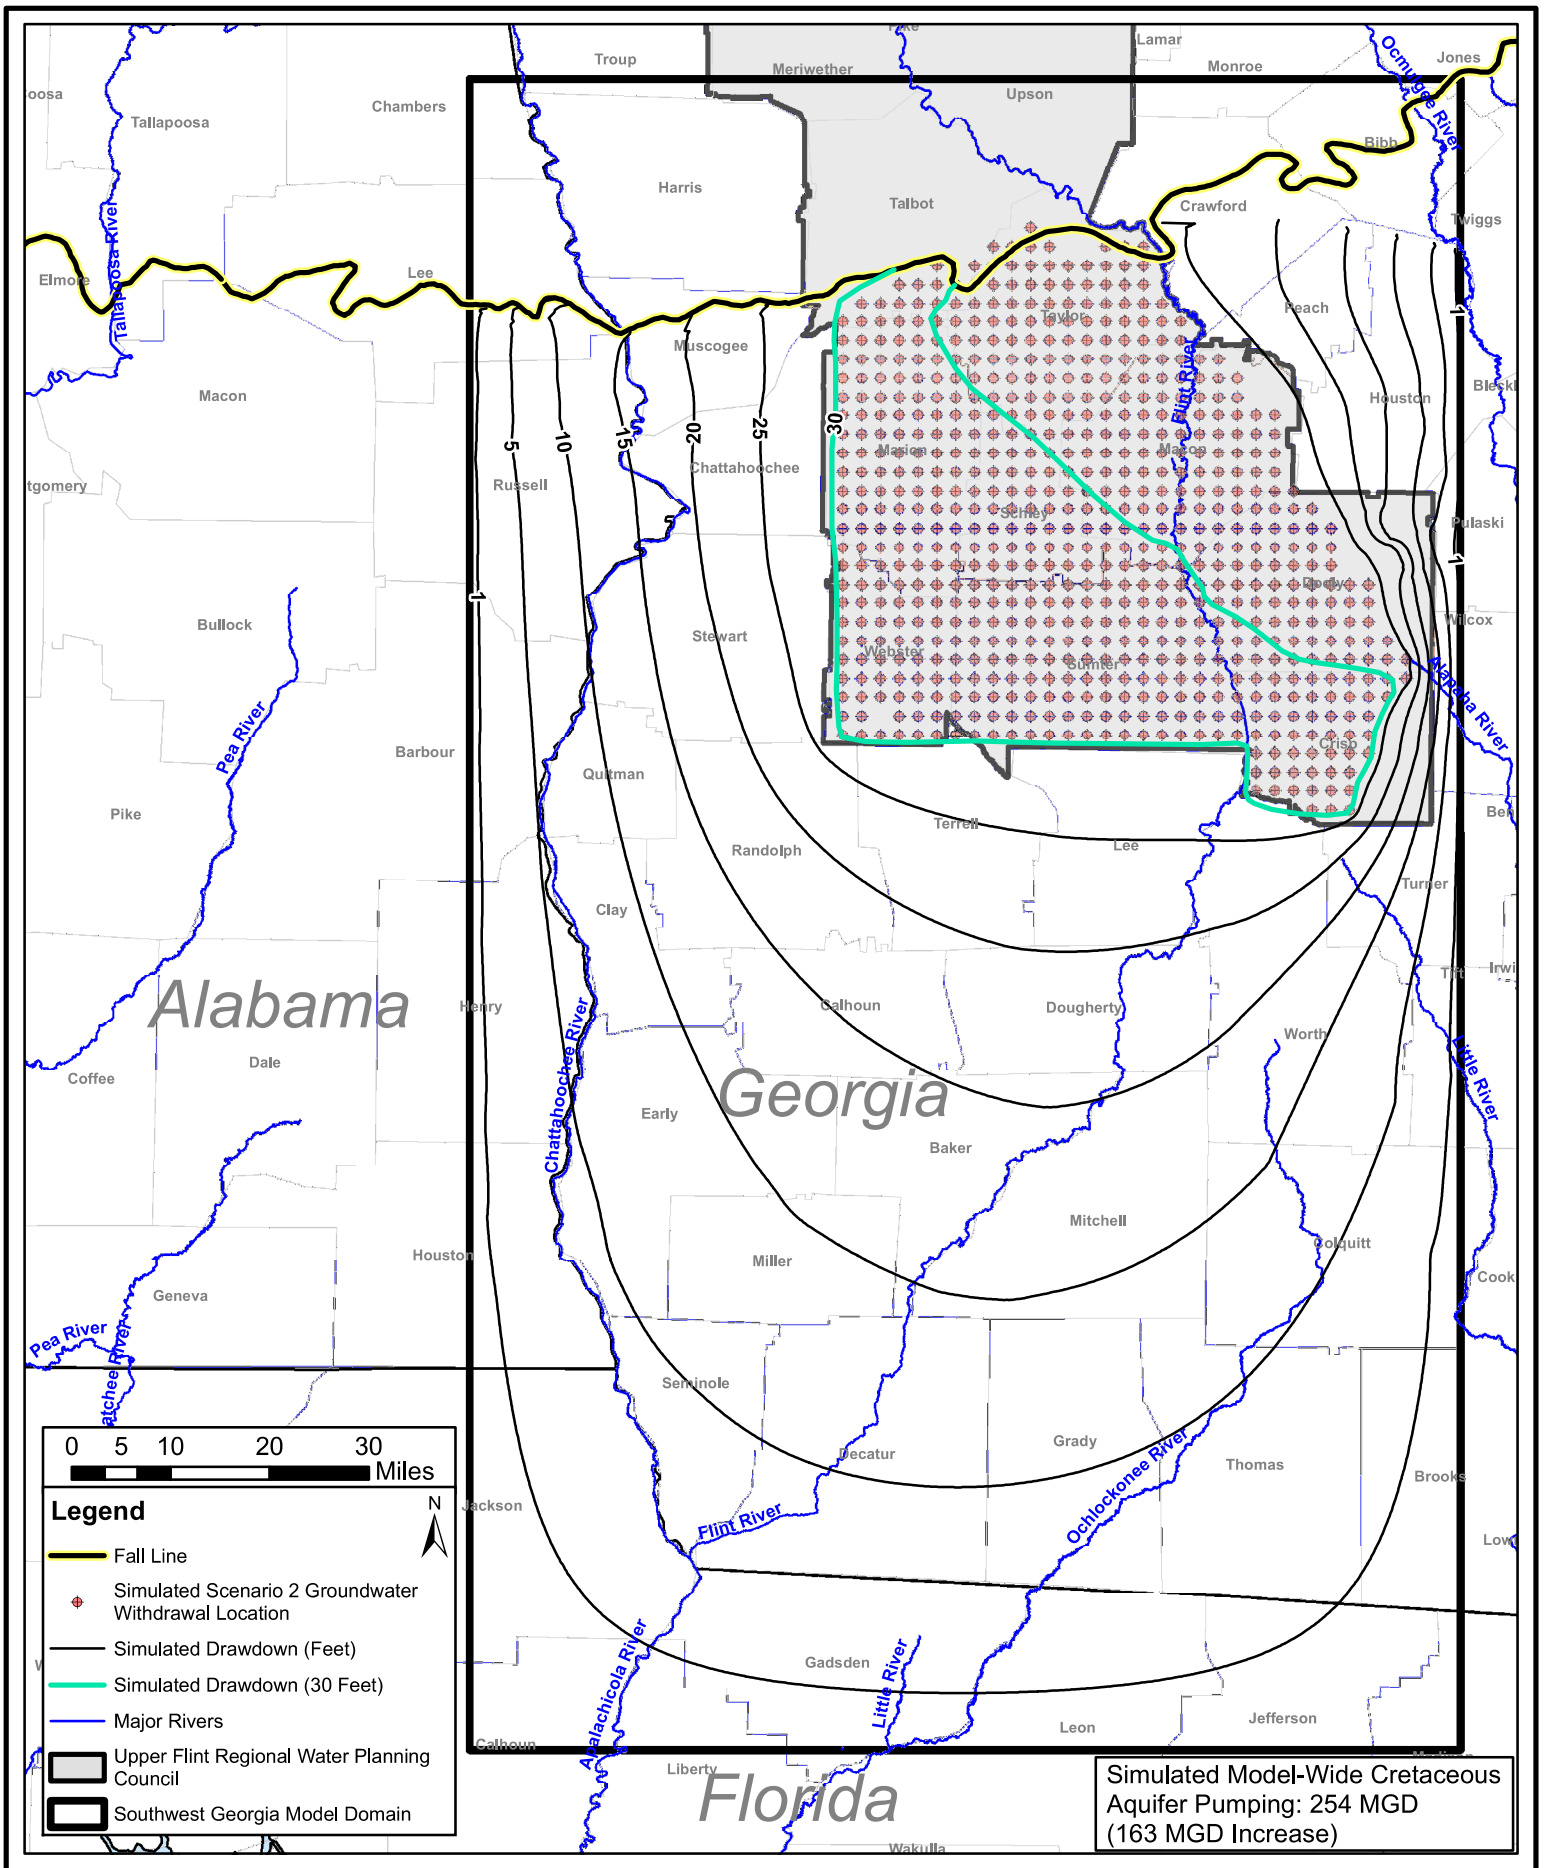 Pike
Lamar
Troup
Meriwether
Monroe
Jones
Ocmulgee River
oosa
Chambers
Upson
Tallapoosa
Bibb
Harris
Talbot
Crawford
Twiggs
Tallapoosa River
Elmore
Lee
Peach
1
Taylor
Muscogee
Flint River
Macon
Houston
Bleckl
5
10
15
20
25
30
Marion
Macon
Chattahoochee
Russell
tgomery
Schley
Pulaski
1
1
Dooly
Bullock
Stewart
Wilcox
Webster
Sumter
Alapaha River
Pea River
Barbour
Crisp
Quitman
Pike
Terrell
Lee
Ben
Randolph
Turner
Clay
Tift
Irwi
Alabama
Henry
Calhoun
Dougherty
Worth
Chattahoochee River
Little River
Dale
Coffee
Georgia
Early
Baker
Mitchell
Colquitt
Houston
Miller
Cook
Geneva
Pea River
atchee River
Seminole
Decatur
Grady
Thomas
Brooks
Ochlockonee River
Jackson
Flint River
Low
0 5 10 20 30
Miles
Legend
N
Fall Line
Simulated Scenario 2 Groundwater
Withdrawal Location
Simulated Drawdown (Feet)
Simulated Drawdown (30 Feet)
Major Rivers
Upper Flint Regional Water Planning
Council
Southwest Georgia Model Domain
W
Apalachicola River
Gadsden
Little River
Leon
Jefferson
Calhoun
Liberty
Madison
Florida
Wakulla
Simulated Model-Wide Cretaceous
Aquifer Pumping: 254 MGD
(163 MGD Increase)